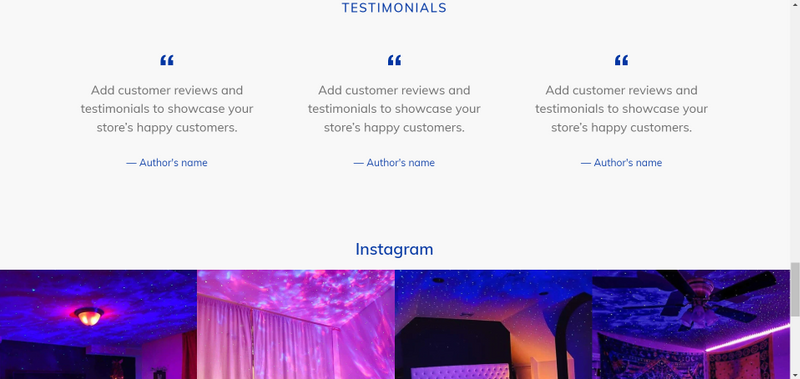 TESTIMONIALS
“ “ “
Add customer reviews and
testimonials to showcase your
store's happy customers.
— Author's name
Add customer reviews and
testimonials to showcase your
store's happy customers.
— Author's name
Add customer reviews and
testimonials to showcase your
store's happy customers.
— Author's name
Instagram